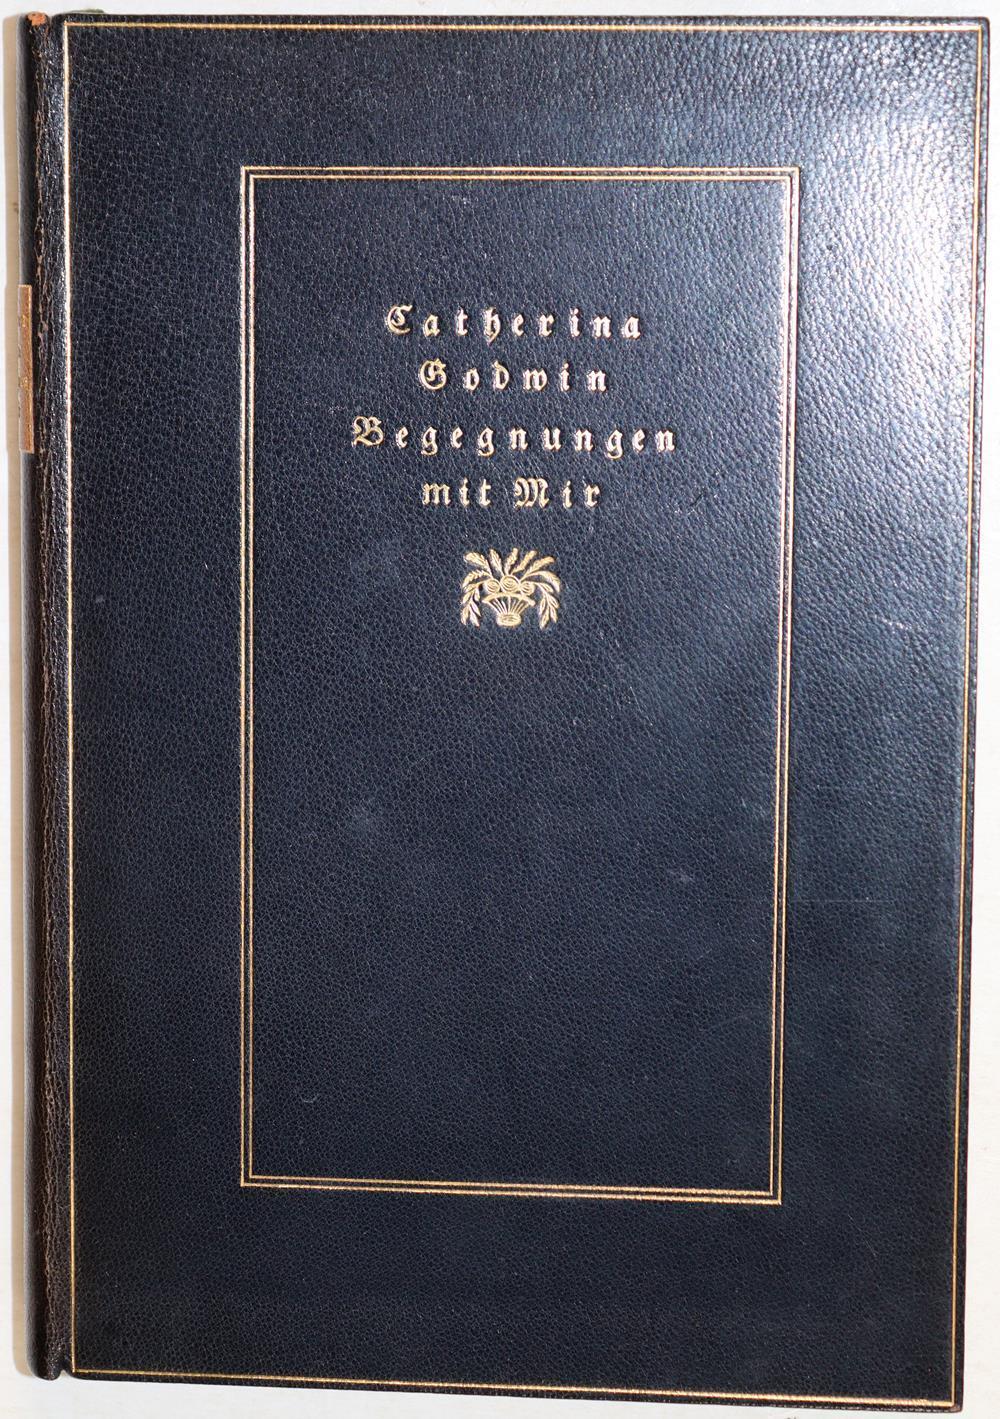 Catherina
Godwin
Begegnungen
mit Mir